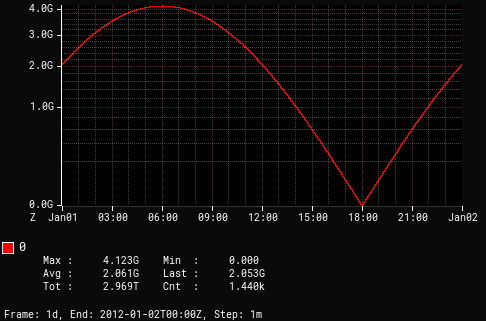 4.0G
3.0G
2.0G
1.0G
0.0G
Z Jan01 03:00 06:00 09:00 12:00 15:00 18:00 21:00 Jan02
0
Max : 4.123G Min : 0.000
Avg : 2.061G Last : 2.053G
Tot : 2.969T Cnt : 1.440k
Frame: 1d, End: 2012-01-02T00:00Z, Step: 1m